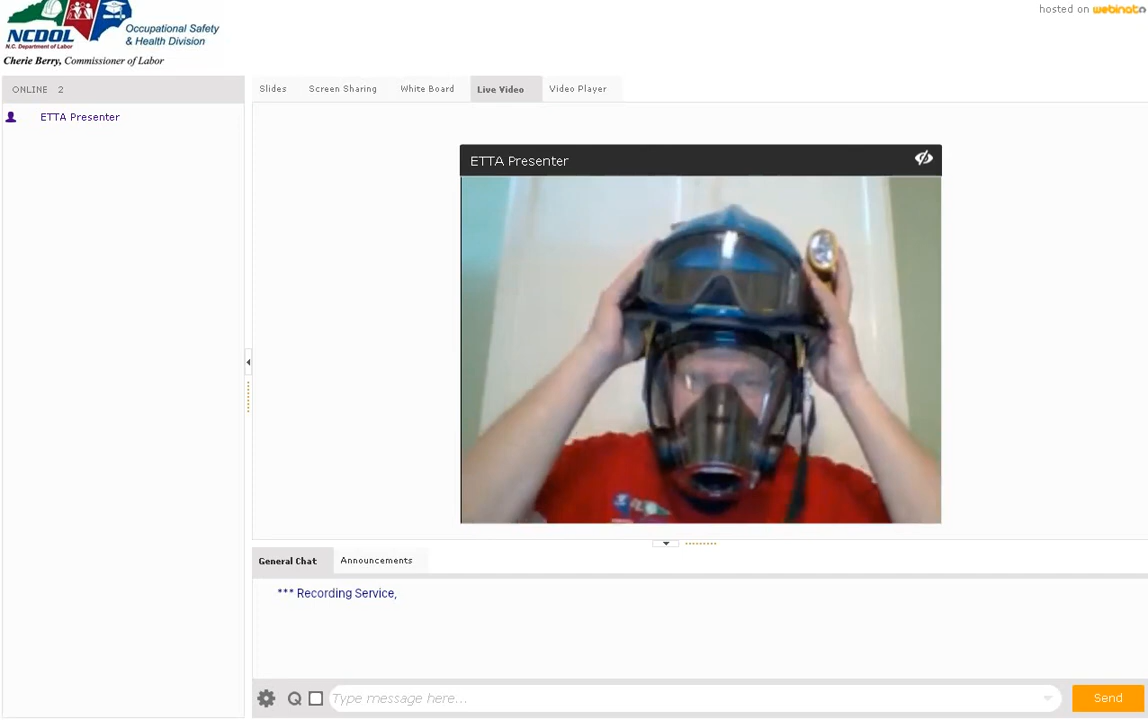 hosted on webinato
NCDOL
N.C. Department of Labor
Occupational Safety
& Health Division
Cherie Berry, Commissioner of Labor
ONLINE 2
ETTA Presenter
Slides Screen Sharing White Board Live Video Video Player
ETTA Presenter
General Chat Announcements
*** Recording Service,
Q Type message here... Send